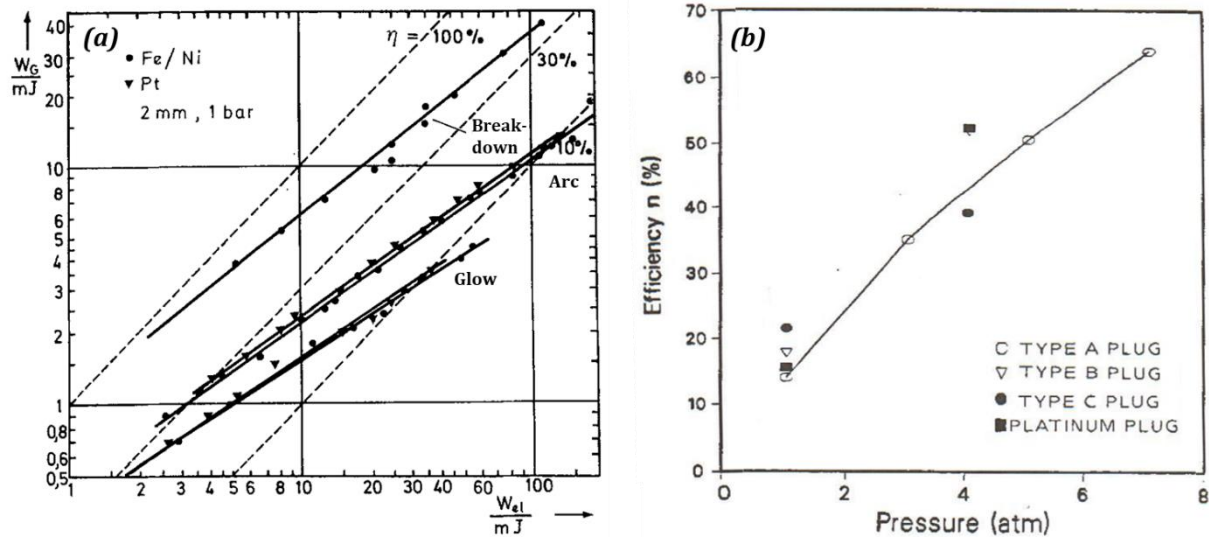 (a)
η = 100%
30%
10%
W_G
mJ
Fe/Ni
Pt
2 mm, 1 bar
Break-
down
Arc
Glow
40
30
20
10
8
6
5
4
3
2
1
0,8
0,6
0,5
1 2 3 4 5 6 8 10 20 30 40 60 100
W_el
mJ
(b)
Efficiency n (%)
70
60
50
40
30
20
10
0
TYPE A PLUG
TYPE B PLUG
TYPE C PLUG
PLATINUM PLUG
0 2 4 6 8
Pressure (atm)